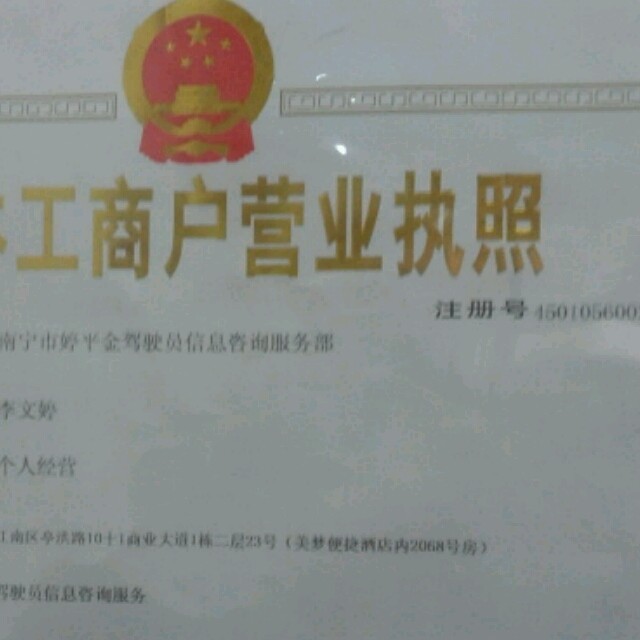 工商户营业执照
注册号 450105600
南宁市婷平金驾驶员信息咨询服务部
李文婷
个人经营
江南区亭洪路10+1商业大道1栋二层23号（美梦便捷酒店内2068号房）
驾驶员信息咨询服务